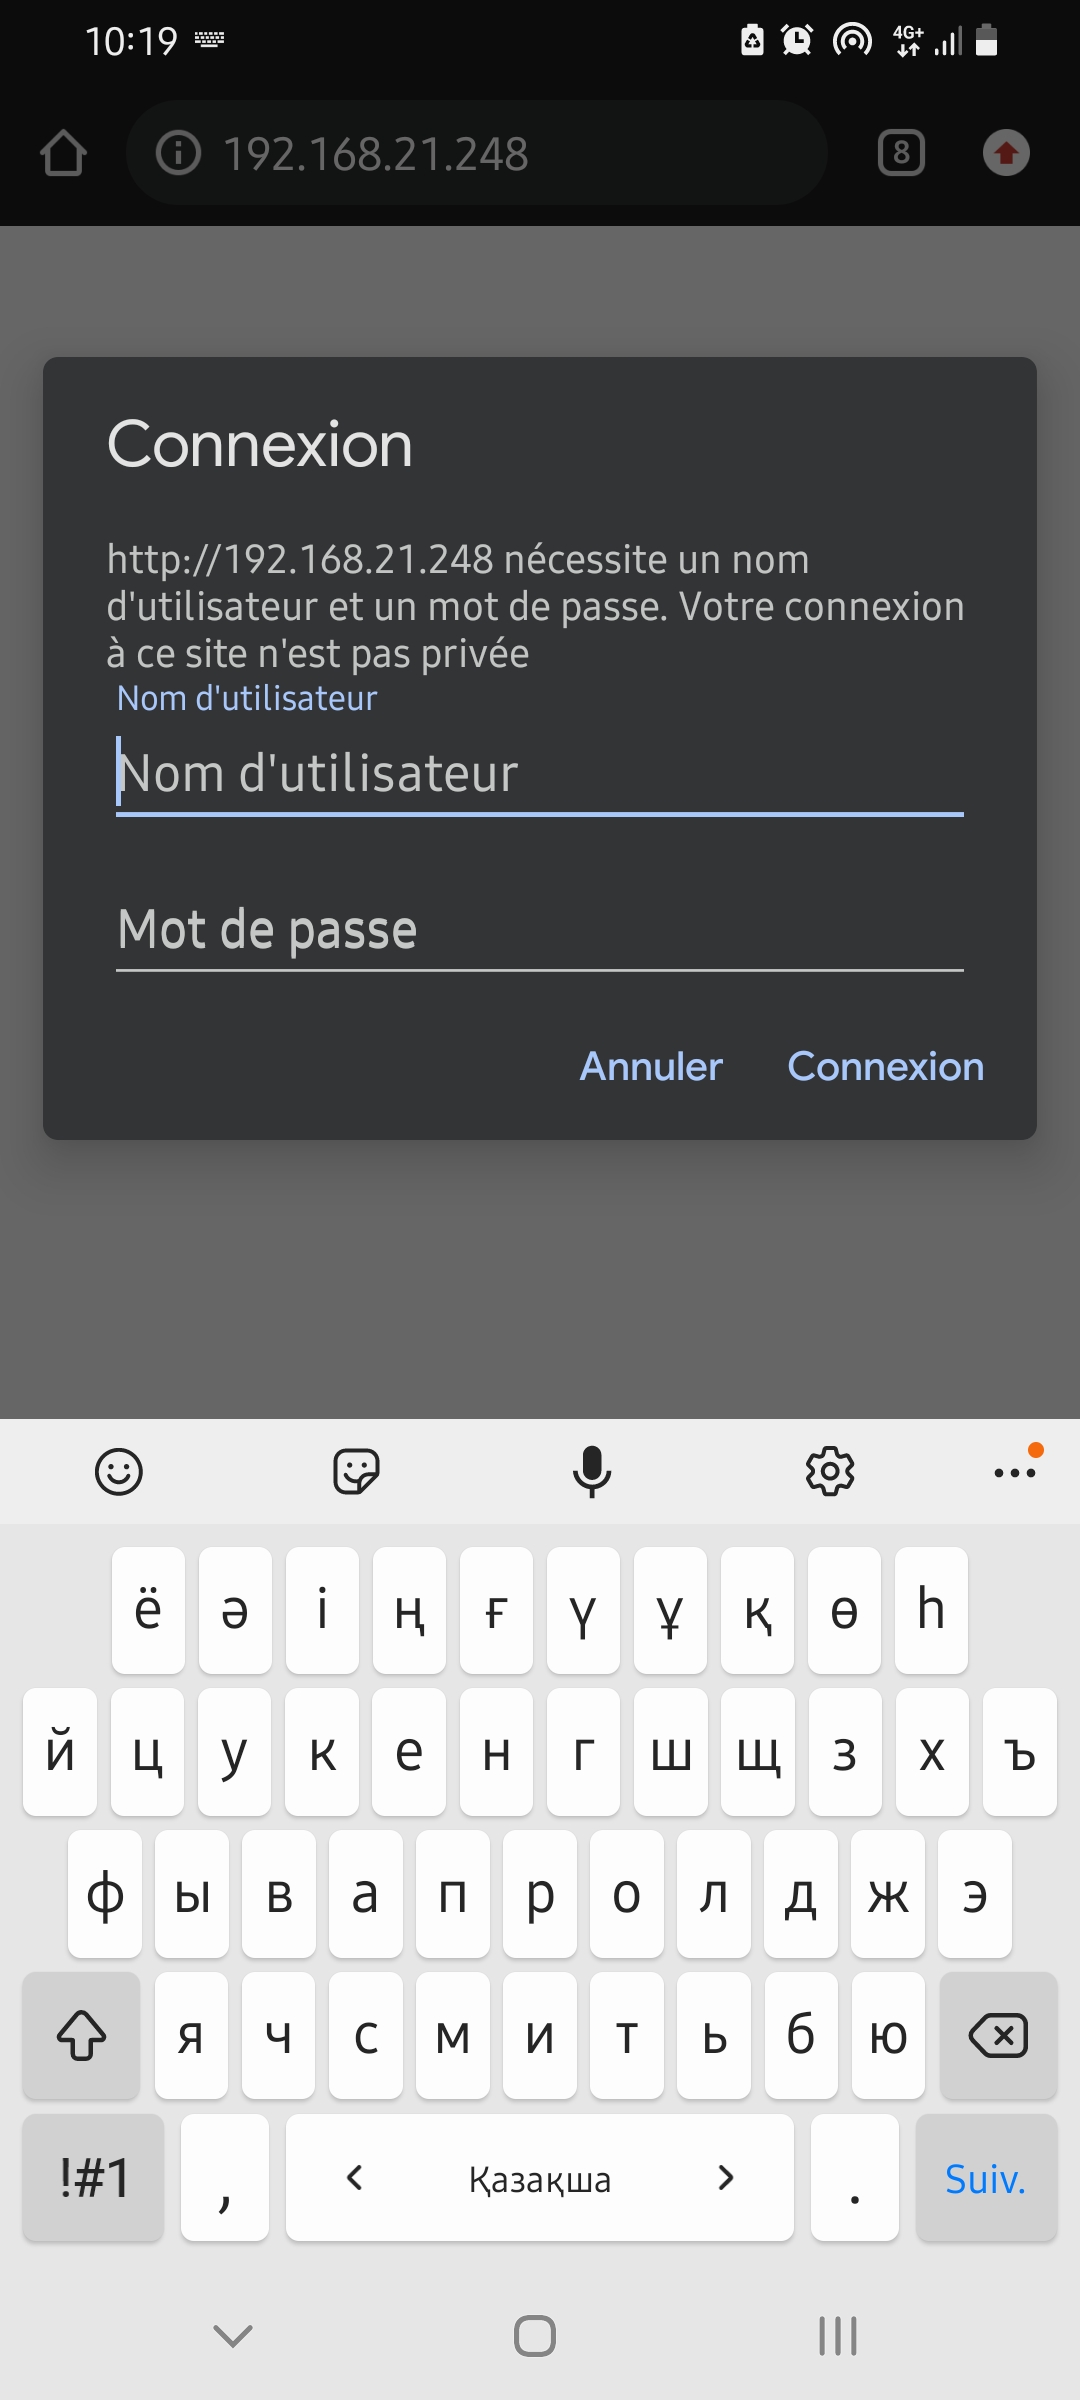 10:19
4G+
192.168.21.248
8
Connexion
http://192.168.21.248 nécessite un nom
d'utilisateur et un mot de passe. Votre connexion
à ce site n'est pas privée
Nom d'utilisateur
Nom d'utilisateur
Mot de passe
Annuler Connexion
ё ә і ң ғ ү ұ қ ө һ
й ц у к е н г ш щ з х ъ
ф ы в а п р о л д ж э
я ч с м и т ь б ю
!#1 , < Қазақша > . Suiv.